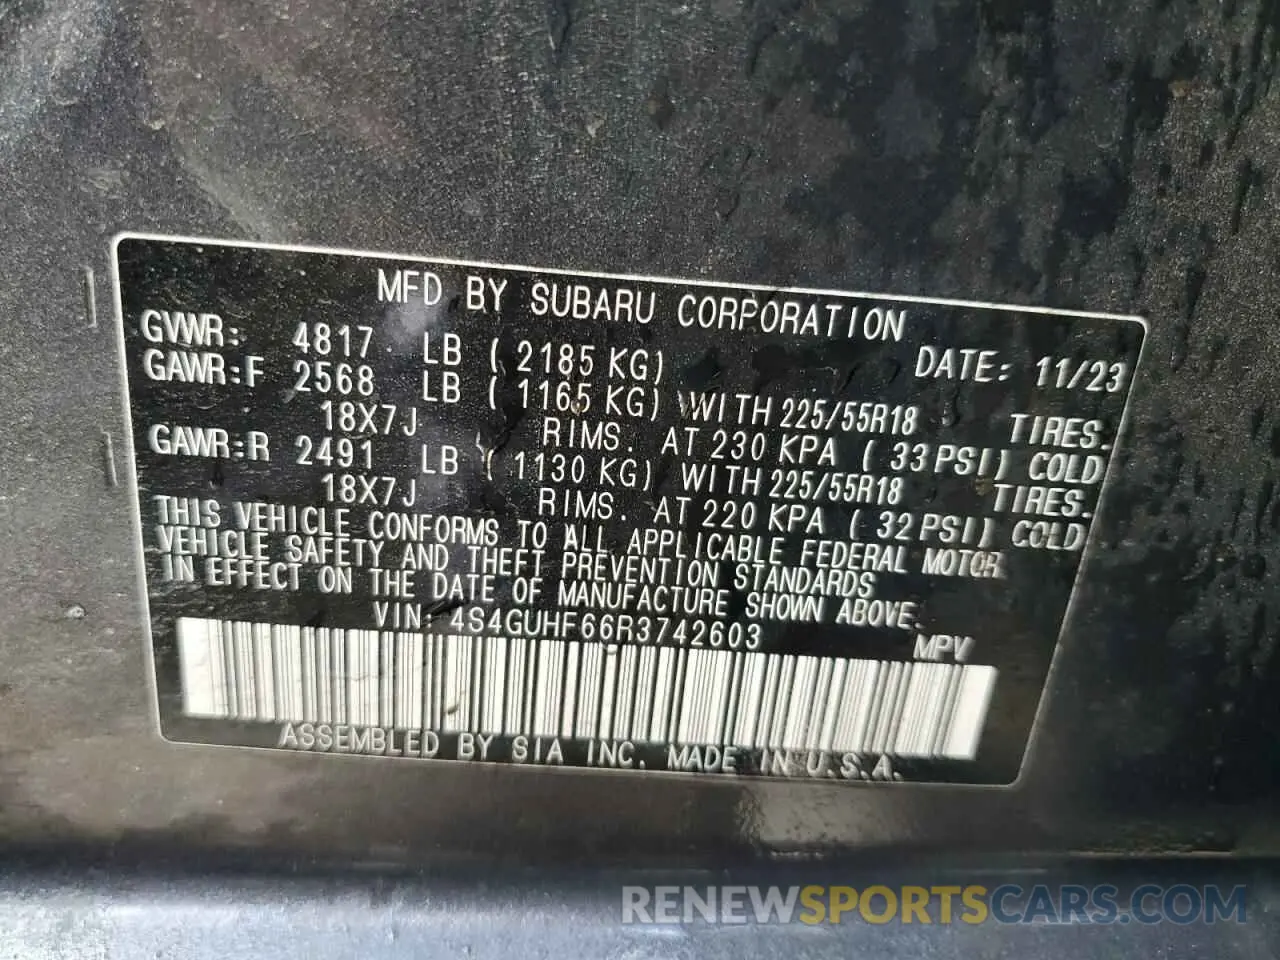 MFD BY SUBARU CORPORATION
GVWR: 4817 LB (2185 KG) DATE: 11/23
GAWR:F 2568 LB (1165 KG) WITH 225/55R18 TIRES.
18X7J RIMS. AT 230 KPA (33PSI) COLD
GAWR:R 2491 LB (1130 KG) WITH 225/55R18 TIRES.
18X7J RIMS. AT 220 KPA (32PSI) COLD
THIS VEHICLE CONFORMS TO ALL APPLICABLE FEDERAL MOTOR
VEHICLE SAFETY AND THEFT PREVENTION STANDARDS
IN EFFECT ON THE DATE OF MANUFACTURE SHOWN ABOVE.
VIN: 4S4GUHF66R3742603 MPV
ASSEMBLED BY SIA INC. MADE IN U.S.A.
RENEWSPORTSCARS.COM